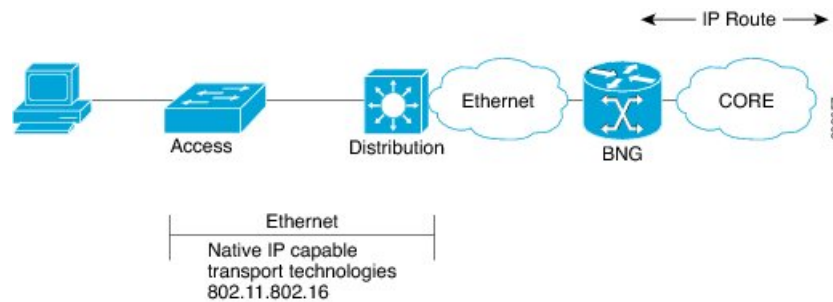 IP Route
Ethernet
CORE
Access
Distribution
BNG
Ethernet
Native IP capable
transport technologies
802.11.802.16